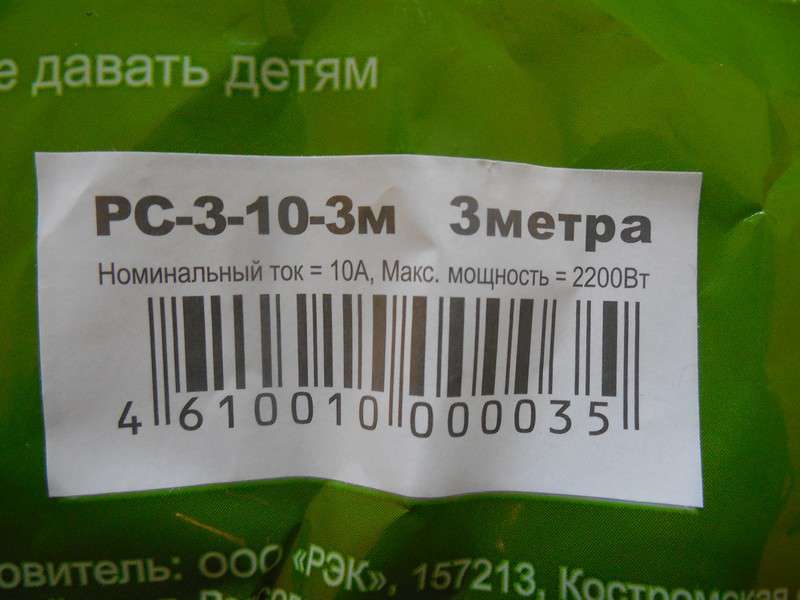 е давать детям
РС-3-10-3м 3метра
Номинальный ток = 10А, Макс. мощность = 2200Вт
4 610010 000035
овитель: ООО «РЭК», 157213, Костромская